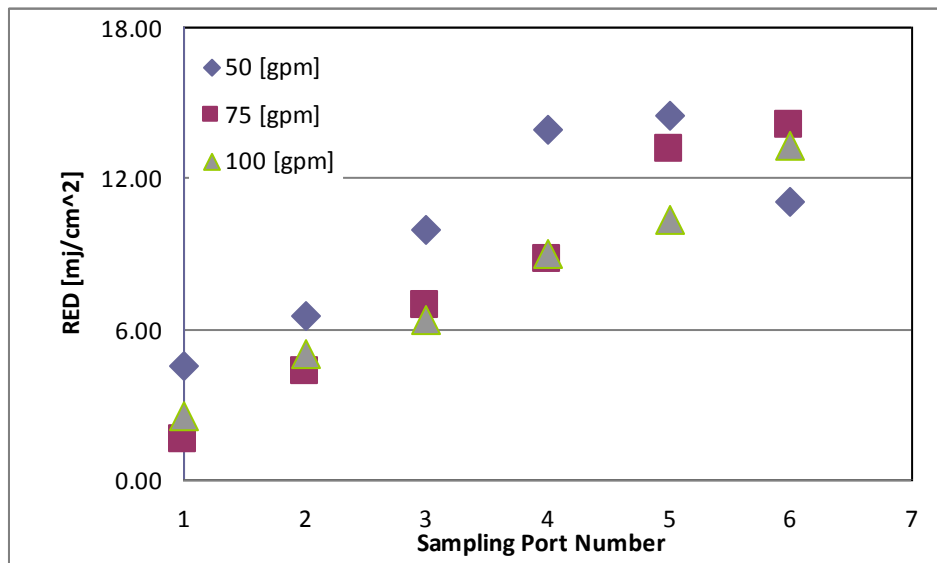 18.00
50 [gpm]
75 [gpm]
100 [gpm]
12.00
6.00
0.00
RED [mj/cm^2]
1 2 3 4 5 6 7
Sampling Port Number